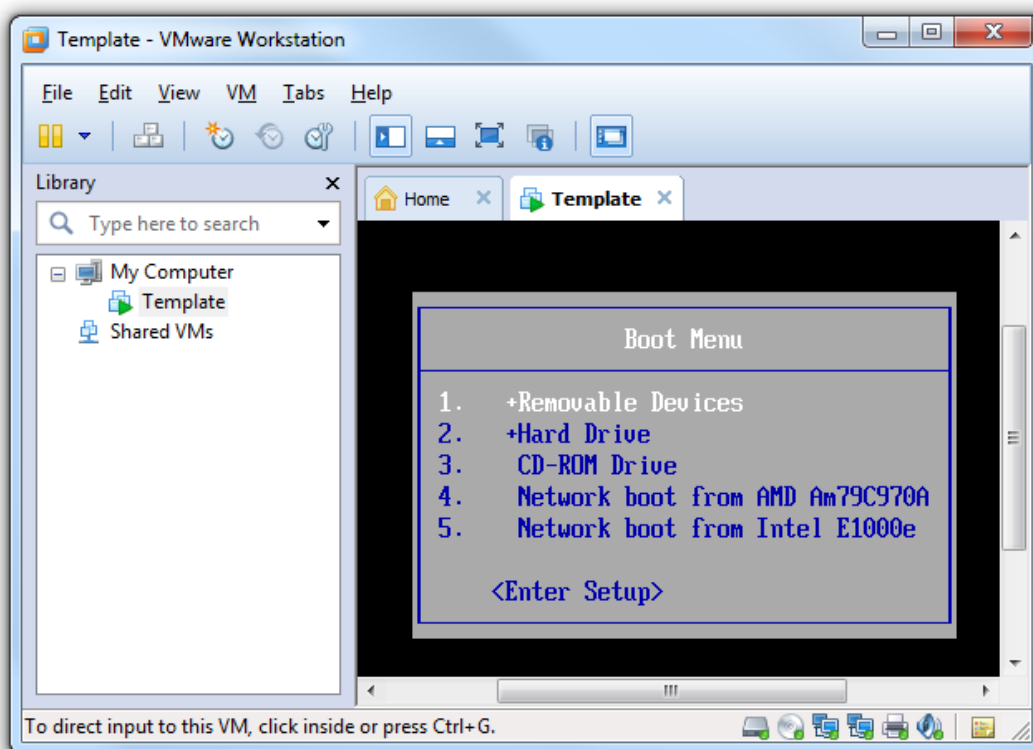 Template - VMware Workstation
File Edit View VM Tabs Help
Library
Type here to search
My Computer
Template
Shared VMs
Home
Template
Boot Menu
1. +Removable Devices
2. +Hard Drive
3. CD-ROM Drive
4. Network boot from AMD Am79C970A
5. Network boot from Intel E1000e
<Enter Setup>
To direct input to this VM, click inside or press Ctrl+G.